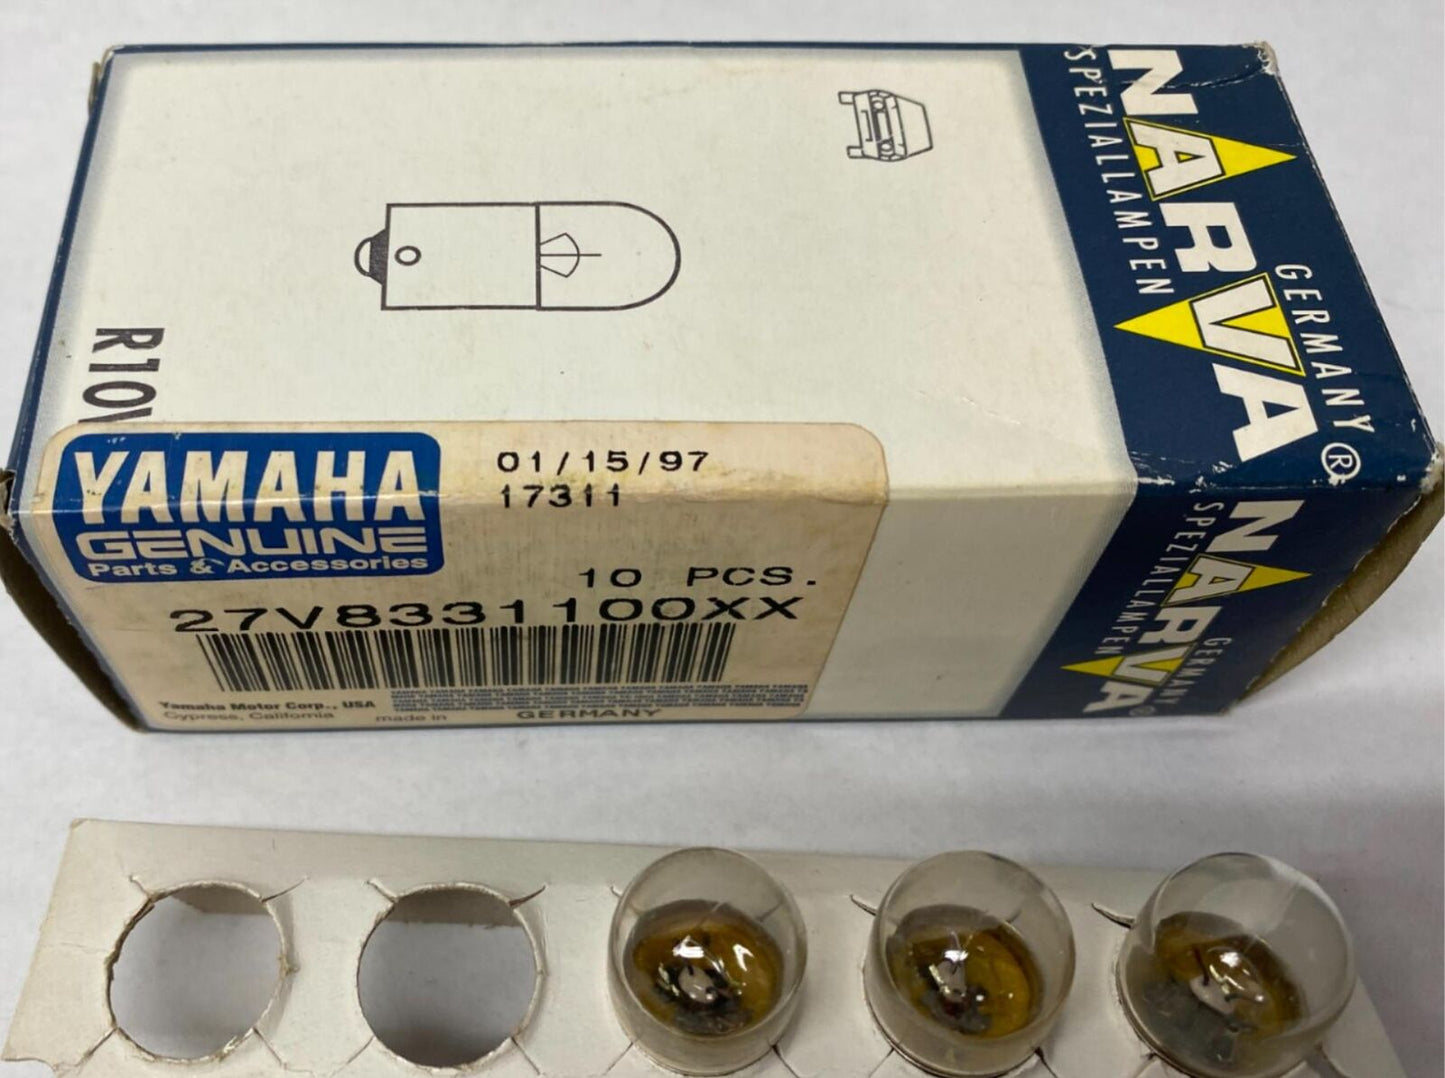 NARVA
SPEZIALLAMPEN
GERMANY
®
R10
YAMAHA
GENUINE
Parts & Accessories
01/15/97
17311
10 PCS.
27V8331100XX
Yamaha Motor Corp., USA
Cypress, California
made in GERMANY
NARVA
SPEZIALLAMPEN
GERMANY
®